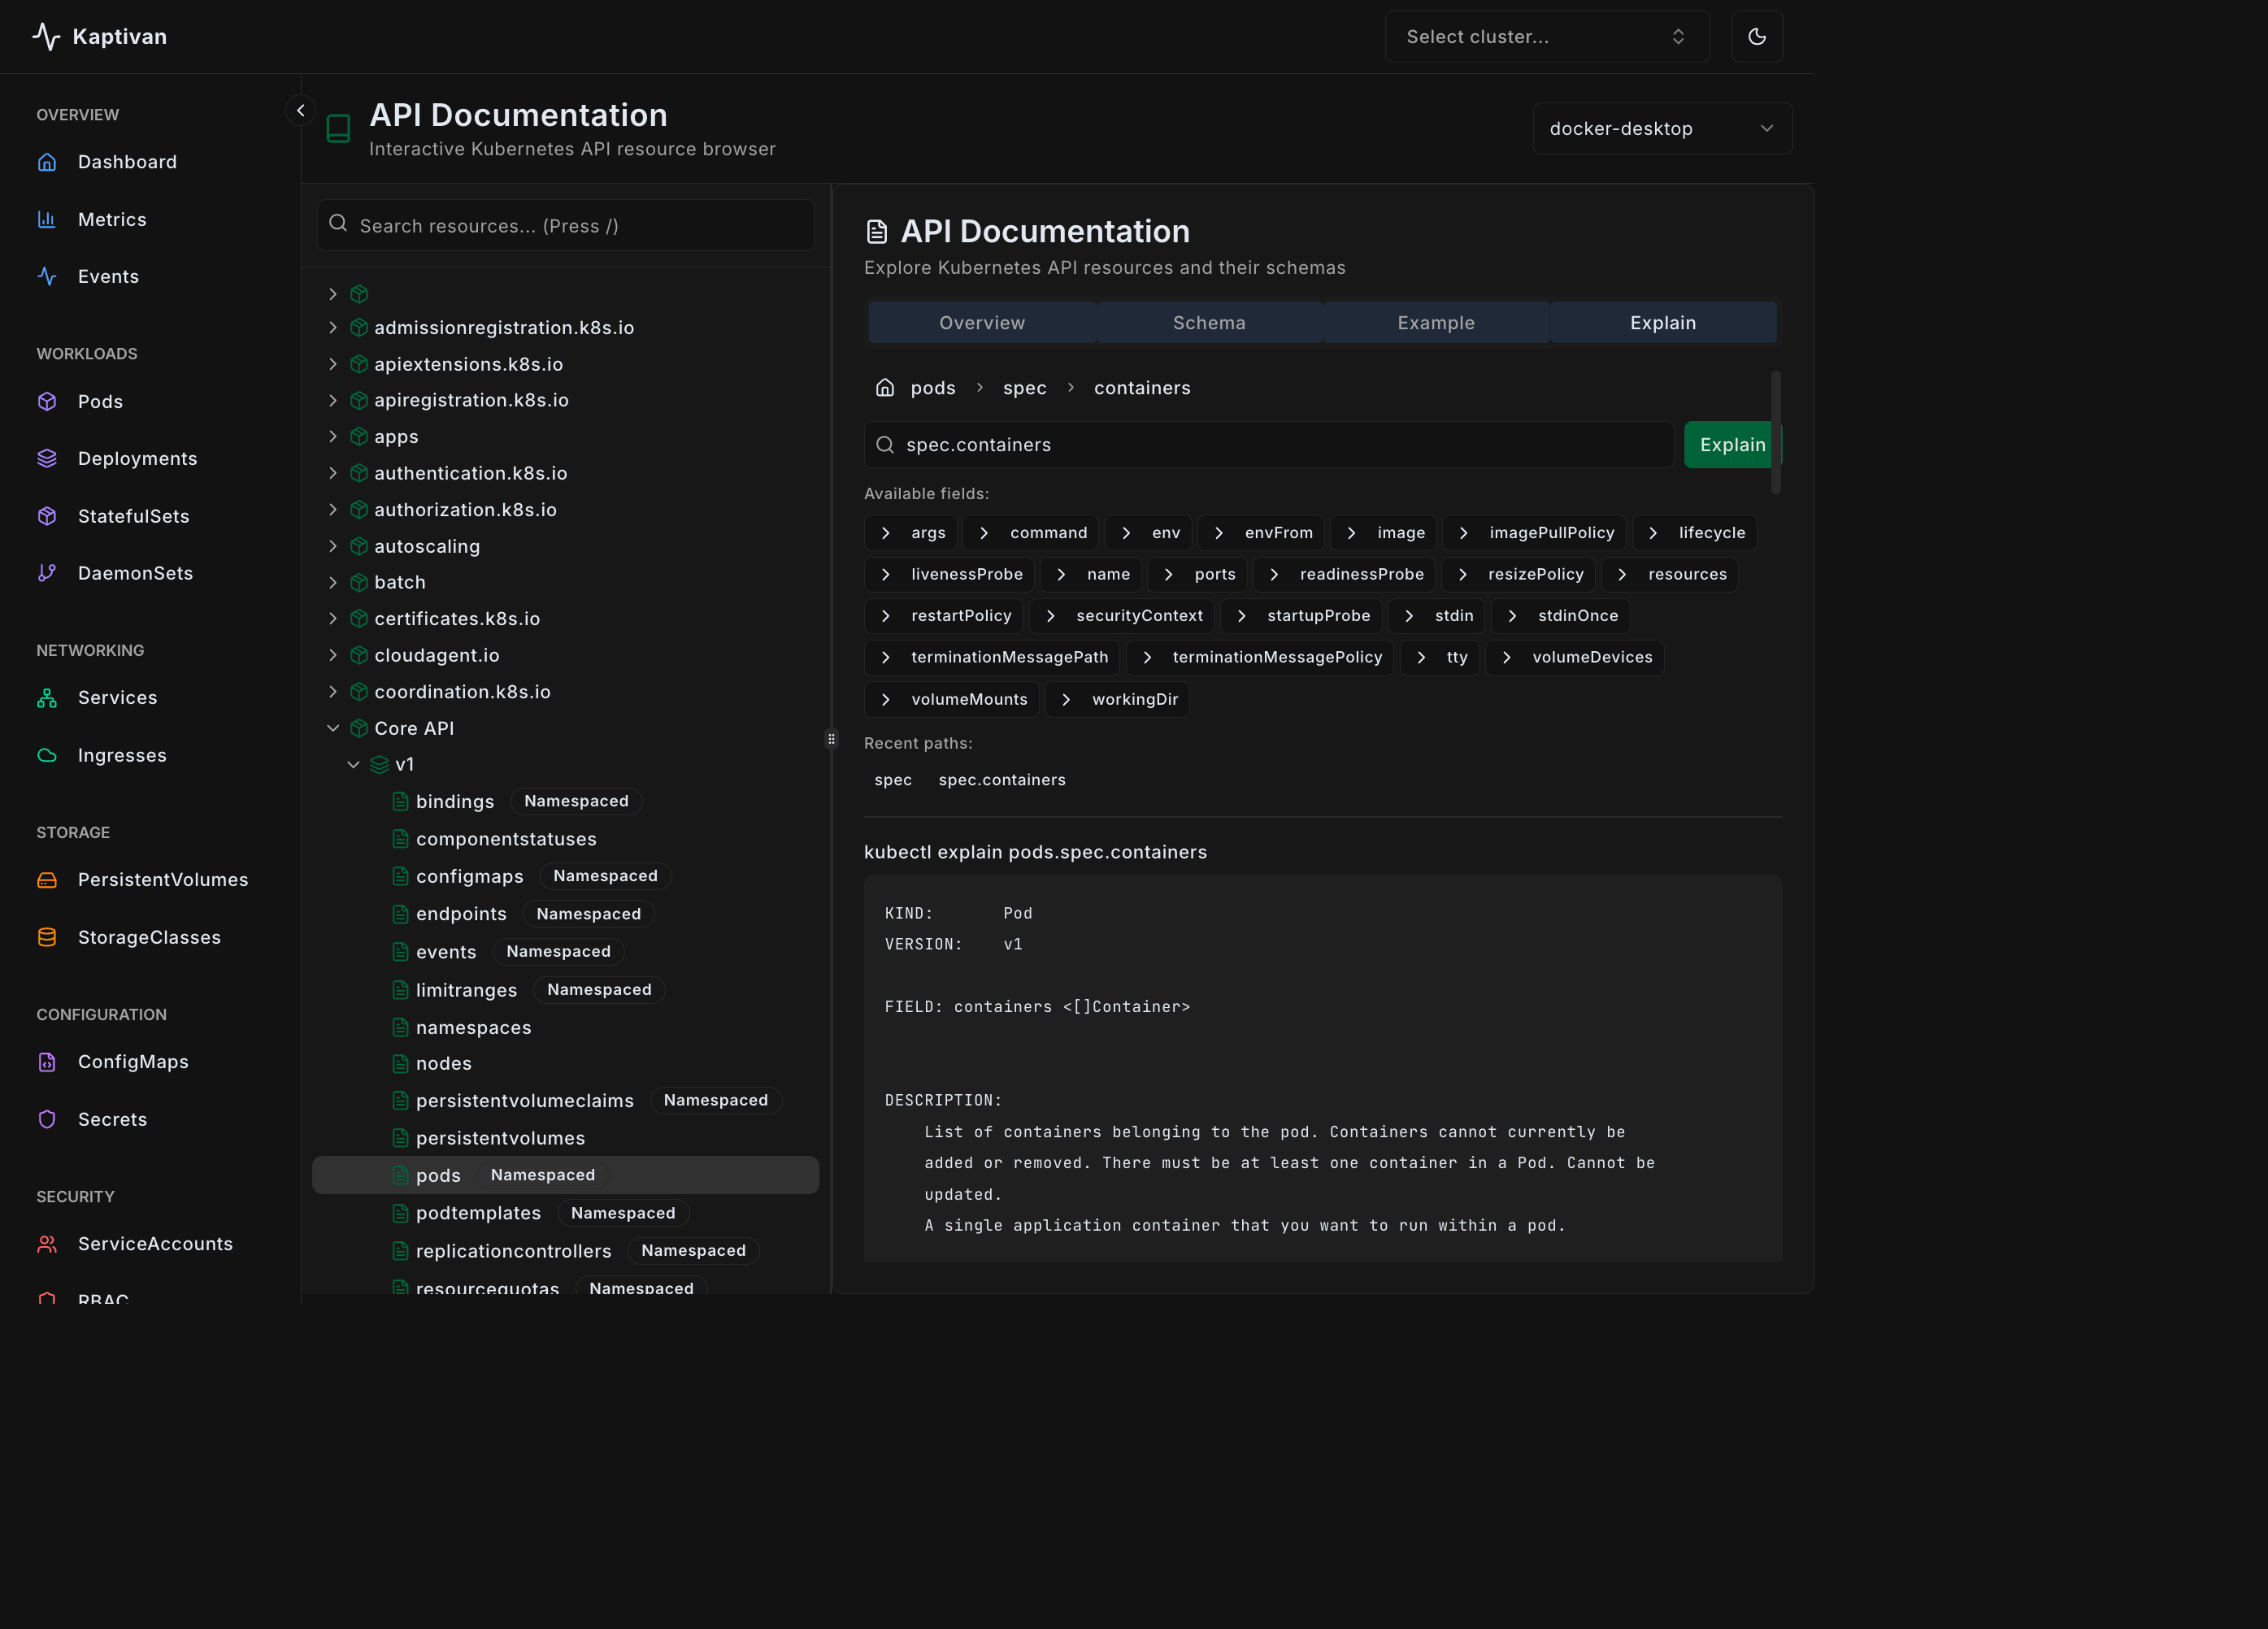 Kaptivan
Select cluster...
OVERVIEW
Dashboard
Metrics
Events
WORKLOADS
Pods
Deployments
StatefulSets
DaemonSets
NETWORKING
Services
Ingresses
STORAGE
PersistentVolumes
StorageClasses
CONFIGURATION
ConfigMaps
Secrets
SECURITY
ServiceAccounts
RBAC
API Documentation
Interactive Kubernetes API resource browser
docker-desktop
Search resources... (Press /)
admissionregistration.k8s.io
apiextensions.k8s.io
apiregistration.k8s.io
apps
authentication.k8s.io
authorization.k8s.io
autoscaling
batch
certificates.k8s.io
cloudagent.io
coordination.k8s.io
Core API
v1
bindings Namespaced
componentstatuses
configmaps Namespaced
endpoints Namespaced
events Namespaced
limitranges Namespaced
namespaces
nodes
persistentvolumeclaims Namespaced
persistentvolumes
pods Namespaced
podtemplates Namespaced
replicationcontrollers Namespaced
resourcequotas Namespaced
API Documentation
Explore Kubernetes API resources and their schemas
Overview Schema Example Explain
pods > spec > containers
spec.containers Explain
Available fields:
args command env envFrom image imagePullPolicy lifecycle
livenessProbe name ports readinessProbe resizePolicy resources
restartPolicy securityContext startupProbe stdin stdinOnce
terminationMessagePath terminationMessagePolicy tty volumeDevices
volumeMounts workingDir
Recent paths:
spec spec.containers
kubectl explain pods.spec.containers
KIND: Pod
VERSION: v1
FIELD: containers <[]Container>
DESCRIPTION:
List of containers belonging to the pod. Containers cannot currently be
added or removed. There must be at least one container in a Pod. Cannot be
updated.
A single application container that you want to run within a pod.